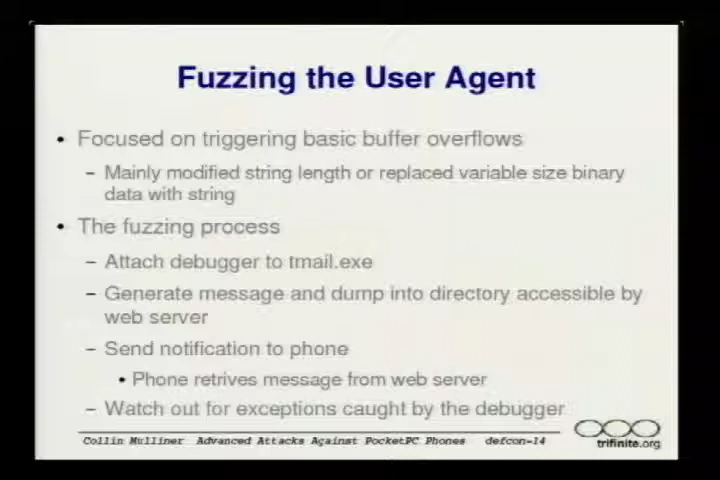 Fuzzing the User Agent
• Focused on triggering basic buffer overflows
– Mainly modified string length or replaced variable size binary
data with string
• The fuzzing process
– Attach debugger to tmail.exe
– Generate message and dump into directory accessible by
web server
– Send notification to phone
• Phone retrives message from web server
– Watch out for exceptions caught by the debugger
Collin Mulliner Advanced Attacks Against PocketPC Phones defcon-14
trifinite.org